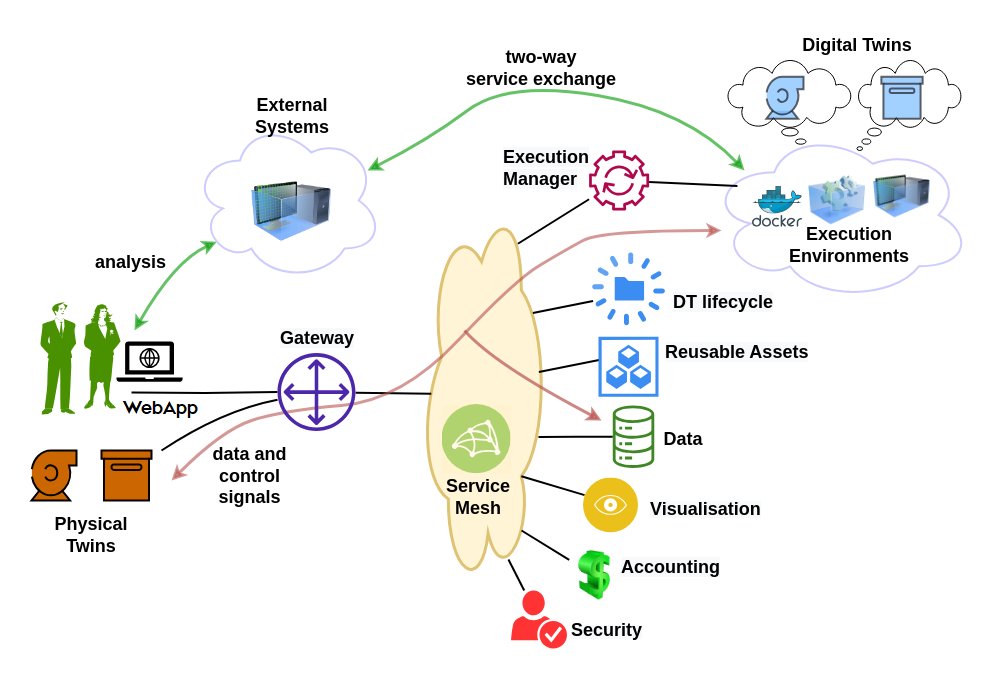 Digital Twins
two-way
service exchange
External
Systems
Execution
Manager
docker
Execution
Environments
analysis
DT lifecycle
Gateway
Reusable Assets
WebApp
Data
data and
control
signals
Service
Mesh
Visualisation
Physical
Twins
Accounting
Security